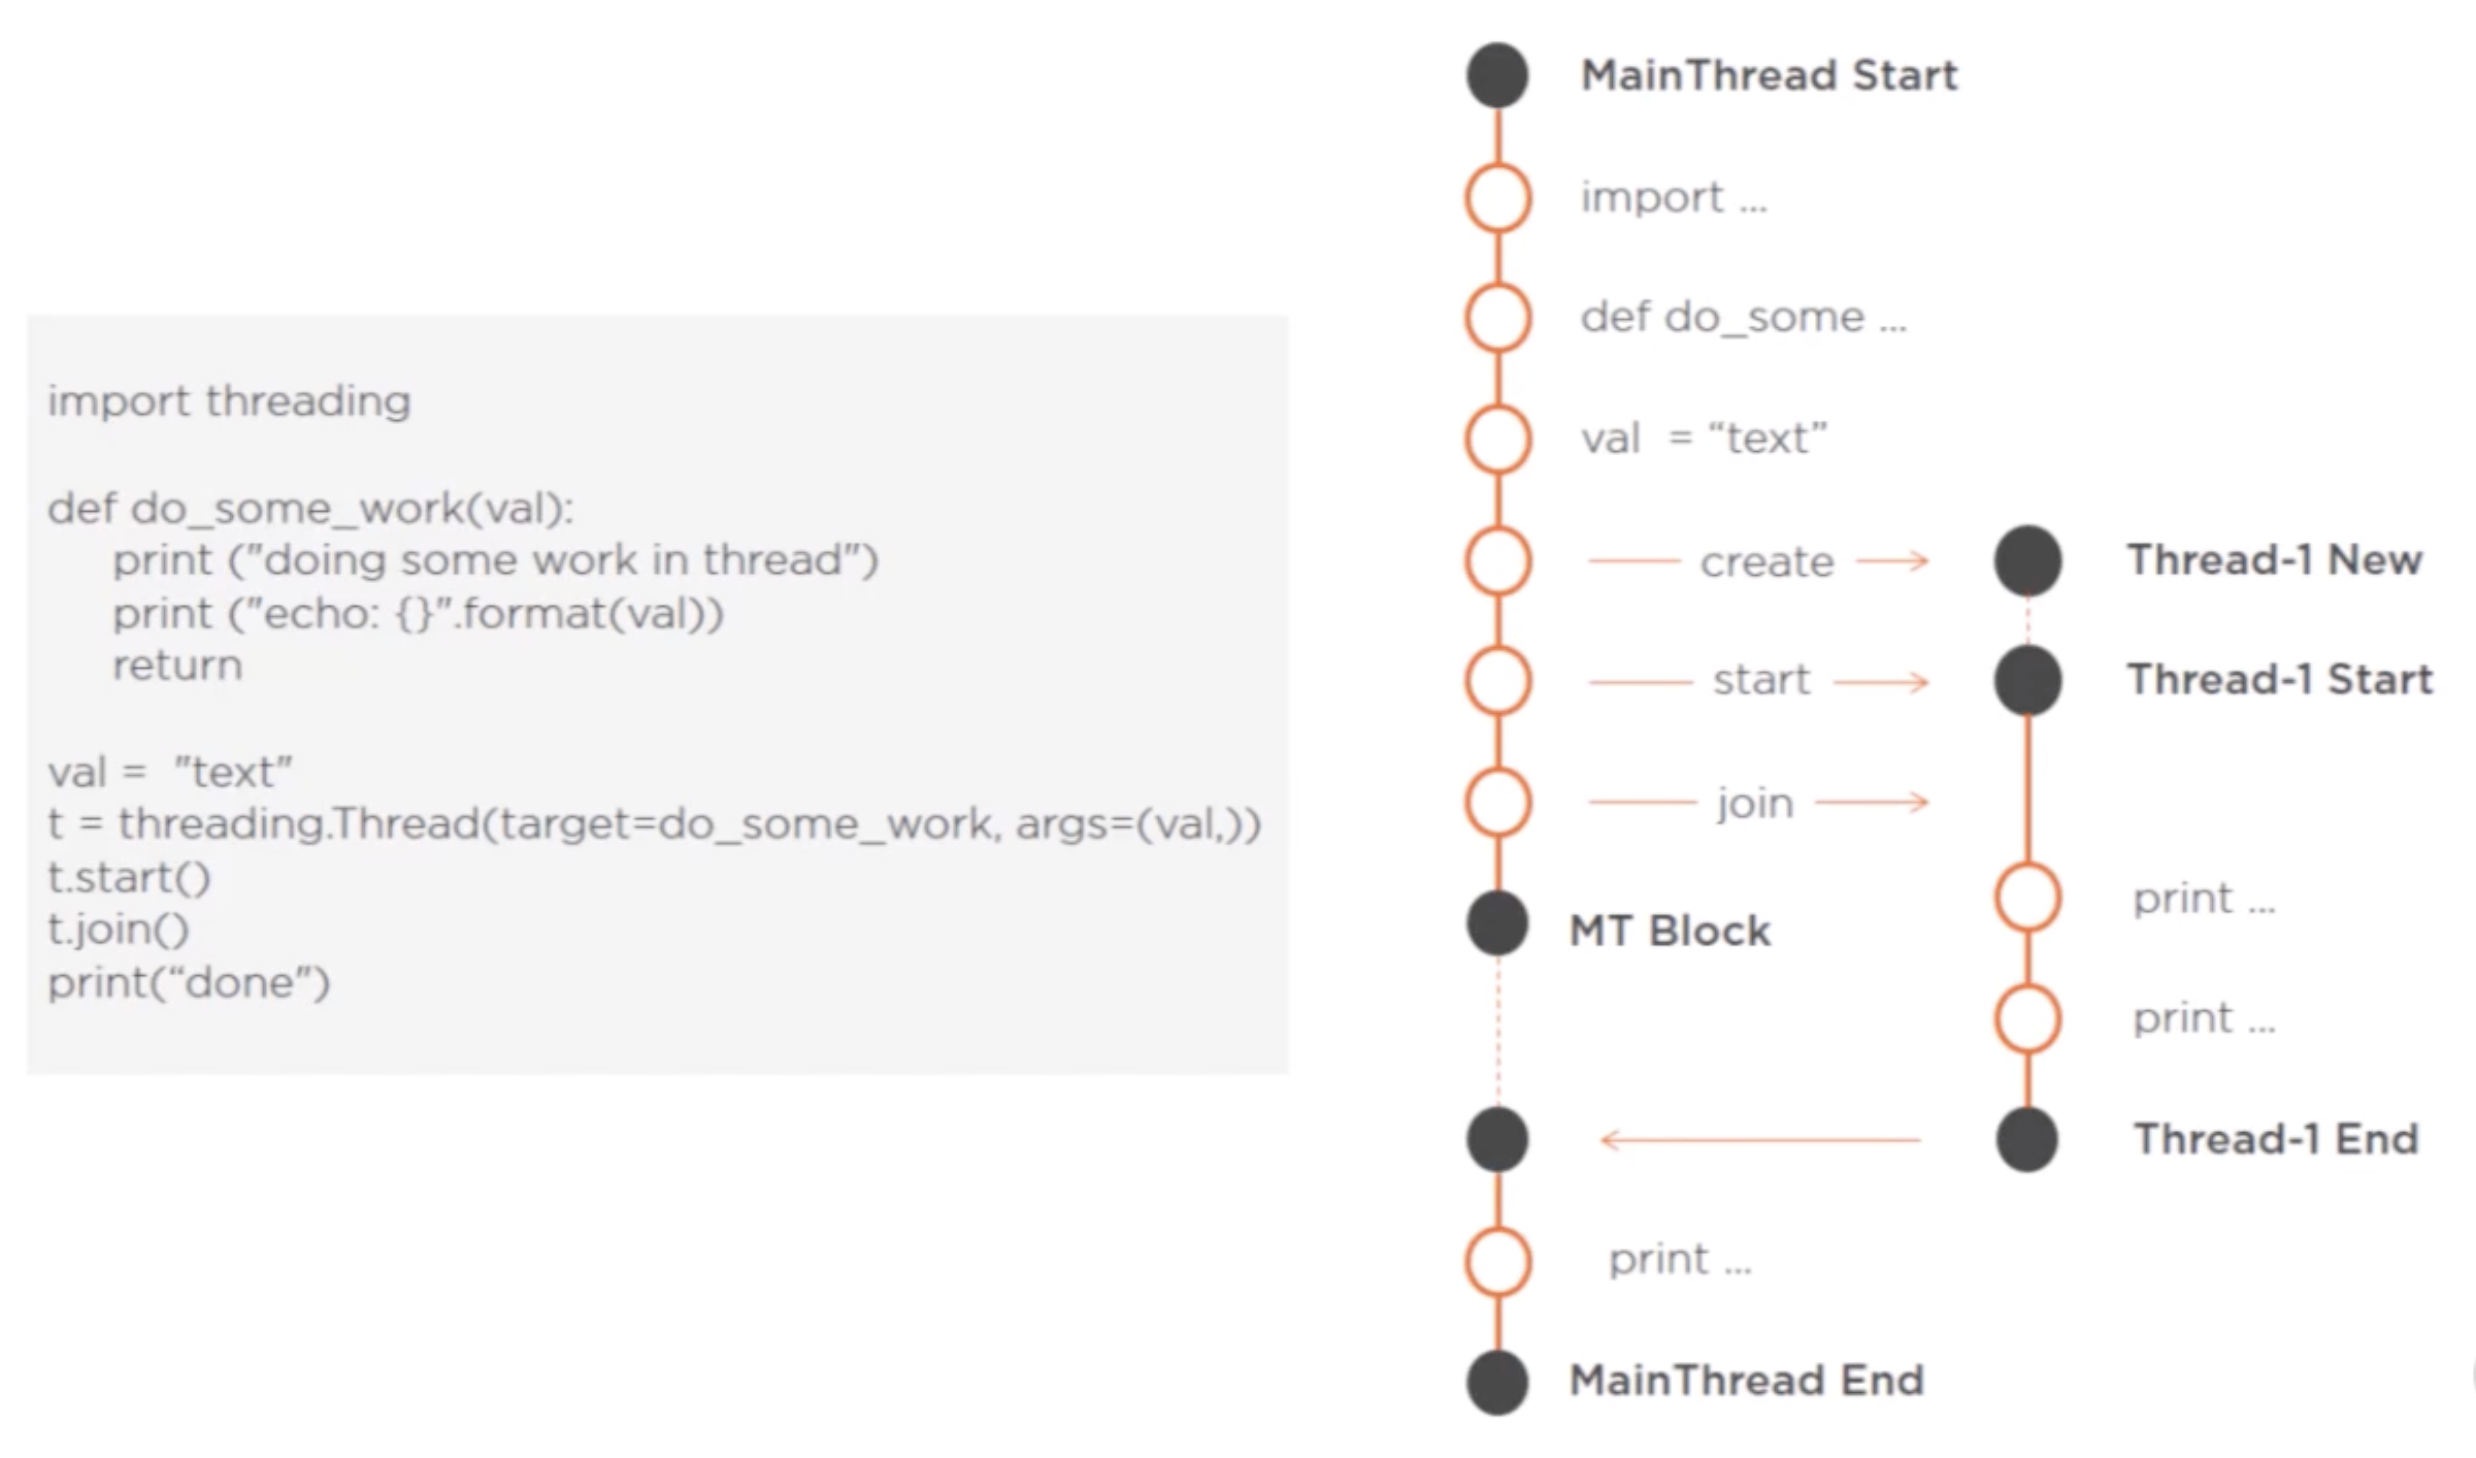 import threading
def do_some_work(val):
print ("doing some work in thread")
print ("echo: {}".format(val))
return
val =  "text"
t = threading.Thread(target=do_some_work, args=(val,))
t.start()
t.join()
print(“done")
MainThread Start
import ...
def do_some ...
val  = “text”
create
Thread-1 New
start
Thread-1 Start
join
MT Block
print ...
print ...
Thread-1 End
print ...
MainThread End